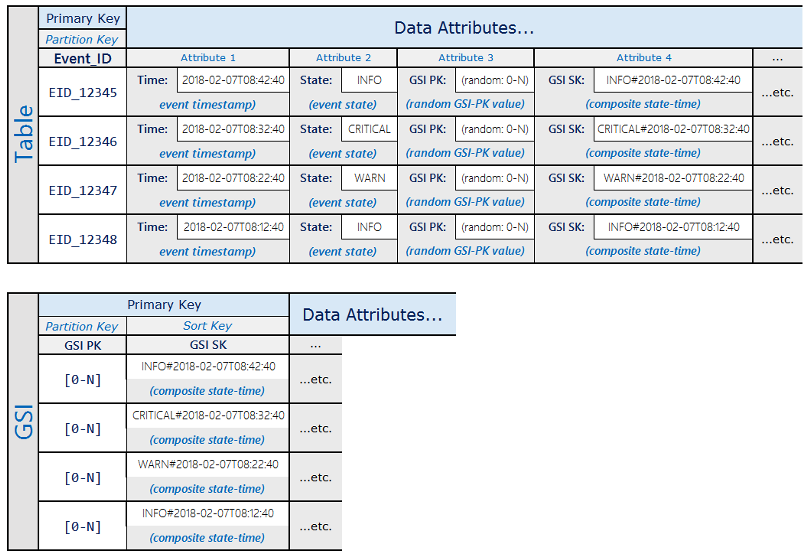 Table
Primary Key
Data Attributes...
Partition Key
Event_ID
Attribute 1
Attribute 2
Attribute 3
Attribute 4
...
EID_12345
Time: 2018-02-07T08:42:40
(event timestamp)
State: INFO
(event state)
GSI PK: (random: 0-N)
(random GSI-PK value)
GSI SK: INFO#2018-02-07T08:42:40
(composite state-time)
...etc.
EID_12346
Time: 2018-02-07T08:32:40
event timestamp)
State: CRITICAL
(event state)
GSI PK: (random: 0-N)
(random GSI-PK value)
GSI SK: CRITICAL#2018-02-07T08:32:40
(composite state-time)
...etc.
EID_12347
Time: 2018-02-07T08:22:40
event timestamp)
State: WARN
(event state)
GSI PK: (random: 0-N)
(random GSI-PK value)
GSI SK: WARN#2018-02-07T08:22:40
(composite state-time)
...etc.
EID_12348
Time: 2018-02-07T08:12:40
event timestamp)
State: INFO
(event state)
GSI PK: (random: 0-N)
(random GSI-PK value)
GSI SK: INFO#2018-02-07T08:12:40
(composite state-time)
...etc.
GSI
Primary Key
Data Attributes...
Partition Key
Sort Key
GSI PK
GSI SK
...
[0-N]
INFO#2018-02-07T08:42:40
(composite state-time)
...etc.
[0-N]
CRITICAL#2018-02-07T08:32:40
(composite state-time)
...etc.
[0-N]
WARN#2018-02-07T08:22:40
(composite state-time)
...etc.
[0-N]
INFO#2018-02-07T08:12:40
(composite state-time)
...etc.